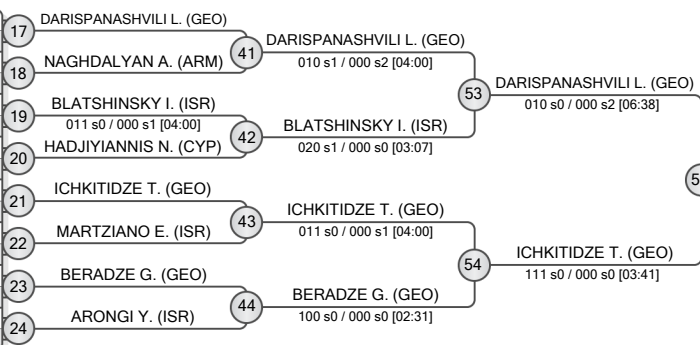 17
DARISPANASHVILI L. (GEO)
18
NAGHDALYAN A. (ARM)
19
BLATSHINSKY I. (ISR)
011 s0 / 000 s1 [04:00]
20
HADJIYIANNIS N. (CYP)
21
ICHKITIDZE T. (GEO)
22
MARTZIANO E. (ISR)
23
BERADZE G. (GEO)
24
ARONGI Y. (ISR)
41
DARISPANASHVILI L. (GEO)
010 s1 / 000 s2 [04:00]
42
BLATSHINSKY I. (ISR)
020 s1 / 000 s0 [03:07]
43
ICHKITIDZE T. (GEO)
011 s0 / 000 s1 [04:00]
44
BERADZE G. (GEO)
100 s0 / 000 s0 [02:31]
53
DARISPANASHVILI L. (GEO)
010 s0 / 000 s2 [06:38]
54
ICHKITIDZE T. (GEO)
111 s0 / 000 s0 [03:41]